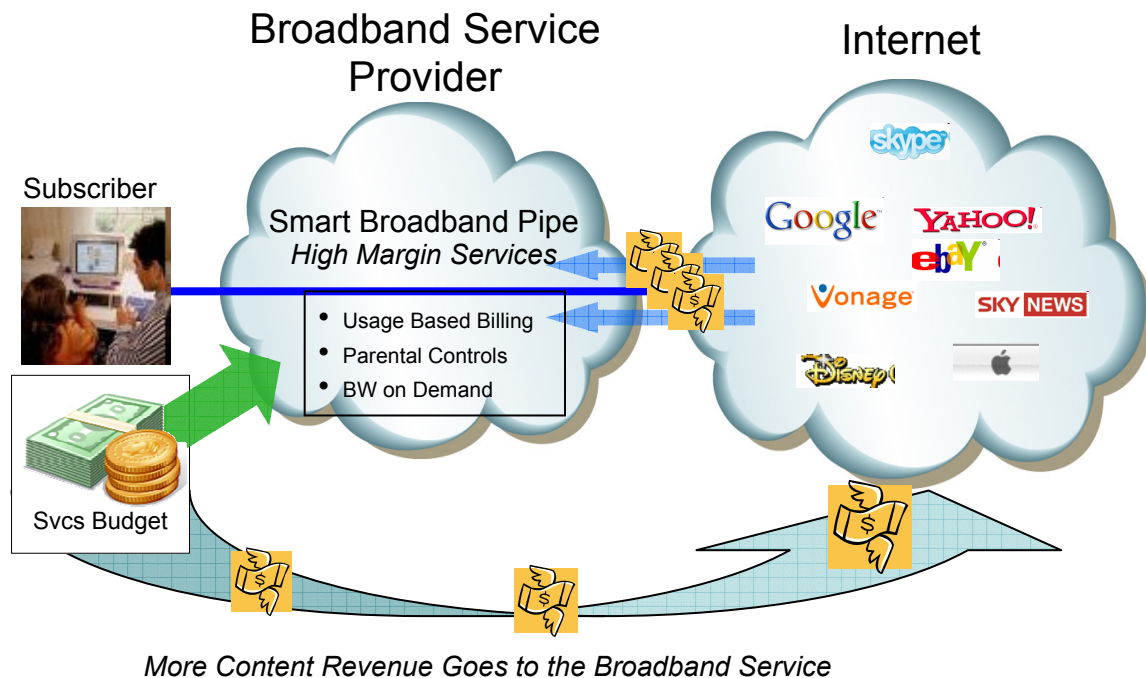 Broadband Service
Provider
Internet
Subscriber
Smart Broadband Pipe
High Margin Services
• Usage Based Billing
• Parental Controls
• BW on Demand
Svcs Budget
skype
Google
YAHOO!
ebaY
Vonage
SKY NEWS
DISNEY
$
$
$
$
More Content Revenue Goes to the Broadband Service